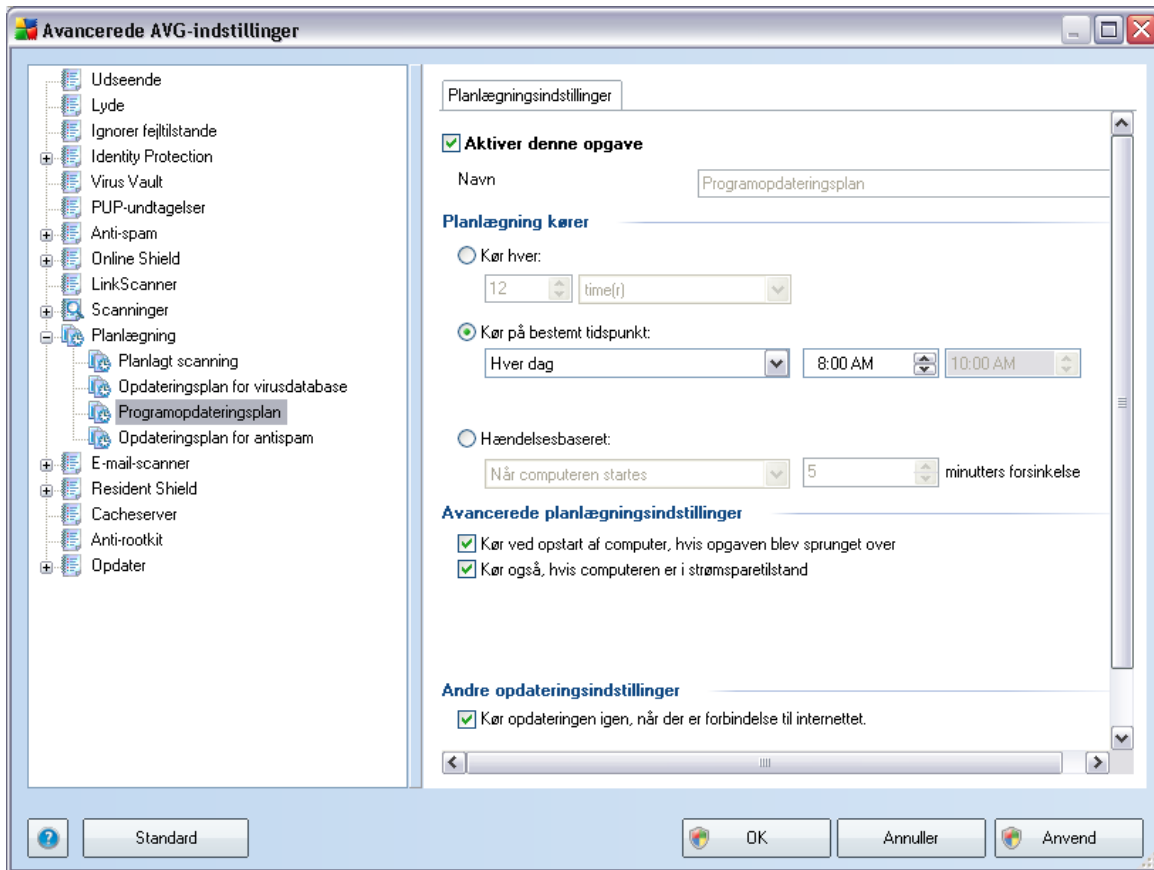 Avancerede AVG-indstillinger
Udseende
Lyde
Ignorer fejltilstande
Identity Protection
Virus Vault
PUP-undtagelser
Anti-spam
Online Shield
LinkScanner
Scanninger
Planlægning
Planlagt scanning
Opdateringsplan for virusdatabase
Programopdateringsplan
Opdateringsplan for antispam
E-mail-scanner
Resident Shield
Cacheserver
Anti-rootkit
Opdater
Planlægningsindstillinger
Aktiver denne opgave
Navn Programopdateringsplan
Planlægning kører
Kør hver:
12 time(r)
Kør på bestemt tidspunkt:
Hver dag 8:00 AM 10:00 AM
Hændelsesbaseret:
Når computeren startes 5 minutters forsinkelse
Avancerede planlægningsindstillinger
Kør ved opstart af computer, hvis opgaven blev sprunget over
Kør også, hvis computeren er i strømsparetilstand
Andre opdateringsindstillinger
Kør opdateringen igen, når der er forbindelse til internettet.
? Standard OK Annuller Anvend